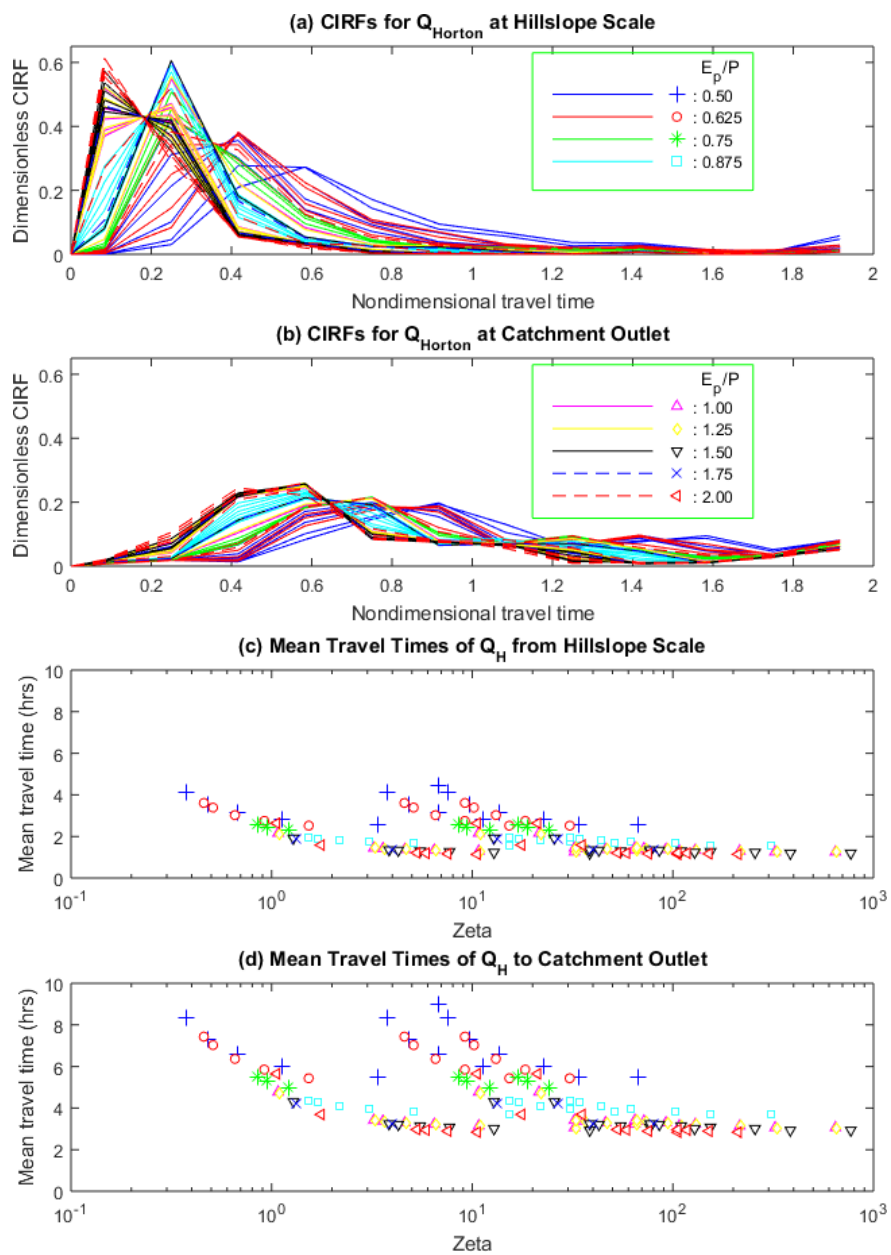 (a) CIRFs for Q_Horton at Hillslope Scale
Dimensionless CIRF
0.6
0.4
0.2
0
E_p/P
: 0.50
: 0.625
: 0.75
: 0.875
0 0.2 0.4 0.6 0.8 1 1.2 1.4 1.6 1.8 2
Nondimensional travel time
(b) CIRFs for Q_Horton at Catchment Outlet
Dimensionless CIRF
0.6
0.4
0.2
0
E_p/P
: 1.00
: 1.25
: 1.50
: 1.75
: 2.00
0 0.2 0.4 0.6 0.8 1 1.2 1.4 1.6 1.8 2
Nondimensional travel time
(c) Mean Travel Times of Q_H from Hillslope Scale
Mean travel time (hrs)
10
8
6
4
2
0
10^-1 10^0 10^1 10^2 10^3
Zeta
(d) Mean Travel Times of Q_H to Catchment Outlet
Mean travel time (hrs)
10
8
6
4
2
0
10^-1 10^0 10^1 10^2 10^3
Zeta